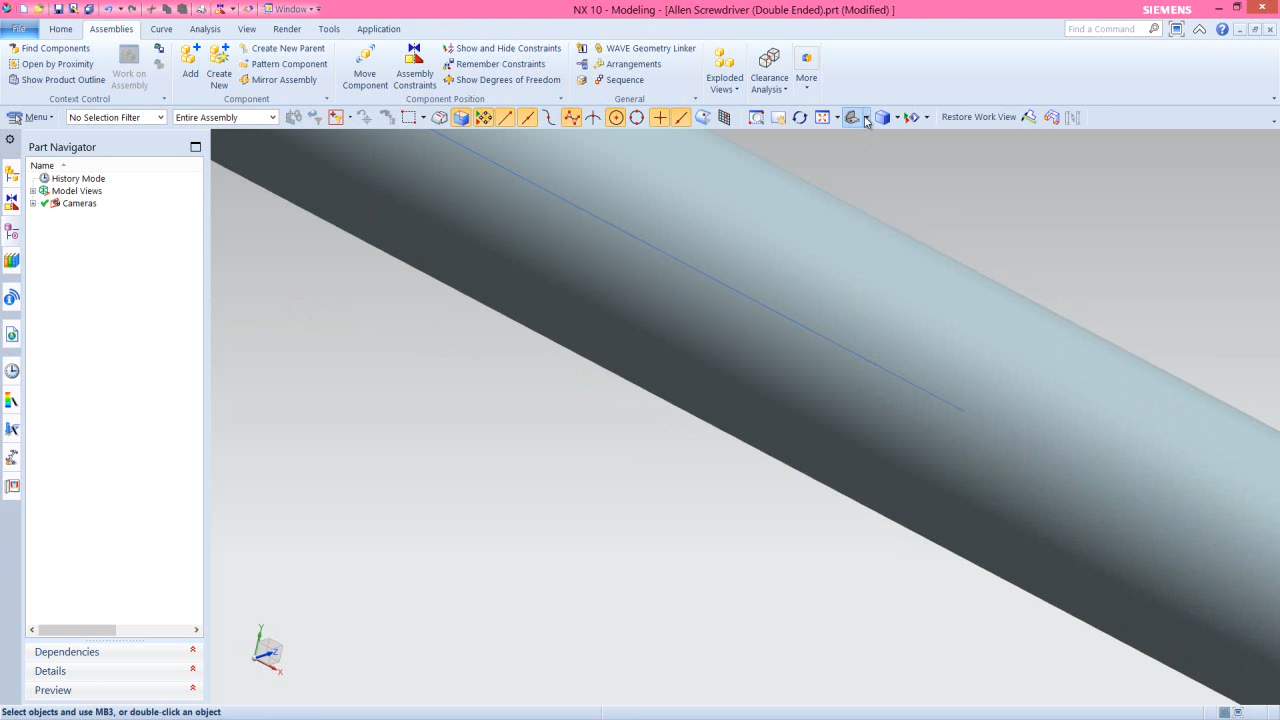 NX 10 - Modeling - [Allen Screwdriver (Double Ended).prt (Modified) ]
SIEMENS
Window
File
Home
Assemblies
Curve
Analysis
View
Render
Tools
Application
Find a Command
Find Components
Open by Proximity
Show Product Outline
Work on
Assembly
Context Control
Add
Create
New
Create New Parent
Pattern Component
Mirror Assembly
Component
Move
Component
Assembly
Constraints
Show and Hide Constraints
Remember Constraints
Show Degrees of Freedom
Component Position
WAVE Geometry Linker
Arrangements
Sequence
General
Exploded
Views
Clearance
Analysis
More
Menu
No Selection Filter
Entire Assembly
Restore Work View
Part Navigator
Name
History Mode
Model Views
Cameras
Dependencies
Details
Preview
Y
Z
X
Select objects and use MB3, or double-click an object